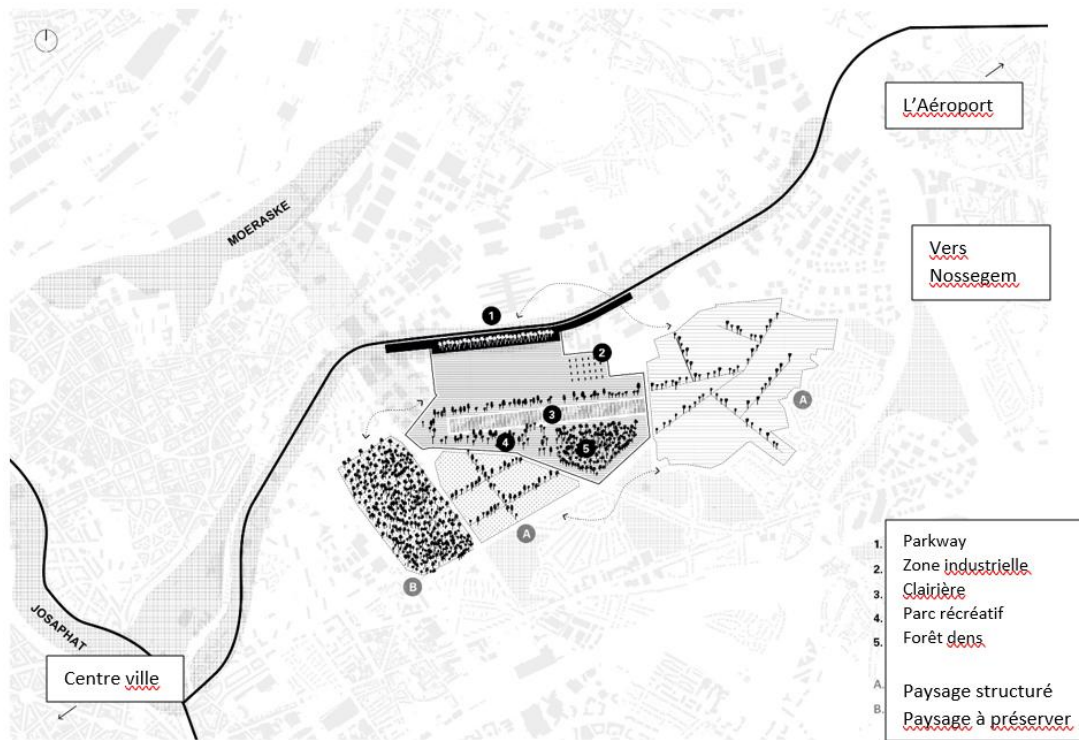 L'Aéroport
MOERASKE
Vers
Nossegem
1
2
A
3
4
5
A
B
JOSAPHAT
Centre ville
1. Parkway
2. Zone industrielle
3. Clairière
4. Parc récréatif
5. Forêt dens
A. Paysage structuré
B. Paysage à préserver